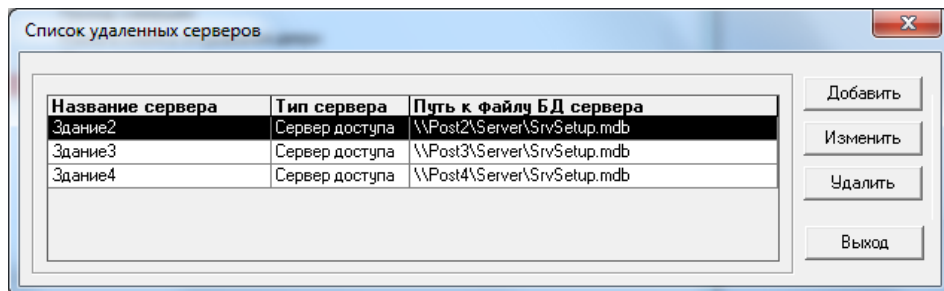 Список удаленных серверов
Название сервера Тип сервера Путь к файлу БД сервера
Здание2 Сервер доступа \\Post2\Server\SrvSetup.mdb
Здание3 Сервер доступа \\Post3\Server\SrvSetup.mdb
Здание4 Сервер доступа \\Post4\Server\SrvSetup.mdb
Добавить
Изменить
Удалить
Выход